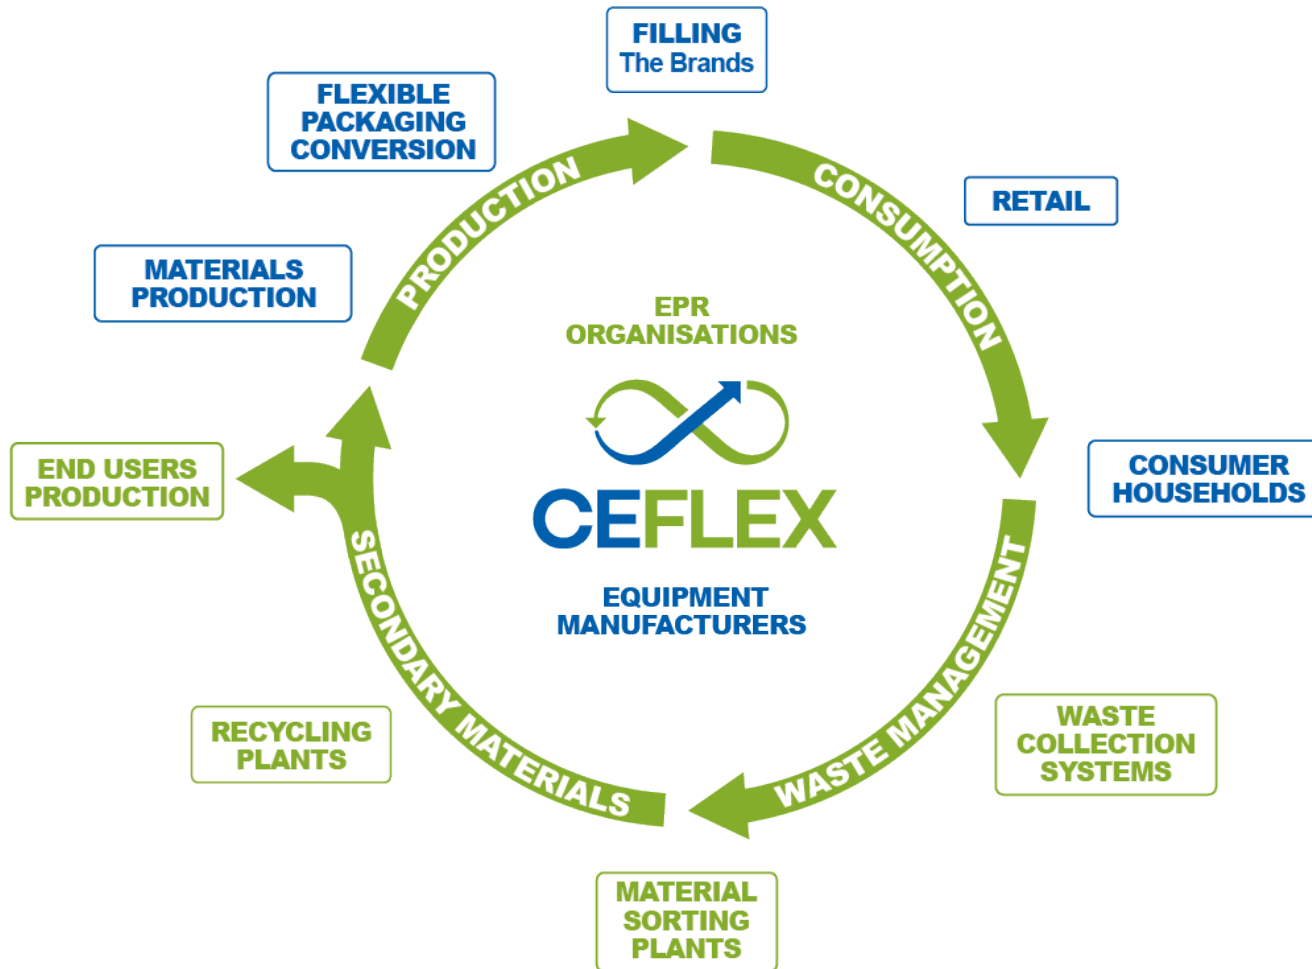 FILLING
The Brands
FLEXIBLE
PACKAGING
CONVERSION
PRODUCTION
CONSUMPTION
RETAIL
MATERIALS
PRODUCTION
EPR
ORGANISATIONS
END USERS
PRODUCTION
CEFLEX
CONSUMER
HOUSEHOLDS
EQUIPMENT
MANUFACTURERS
SECONDARY MATERIALS
WASTE MANAGEMENT
RECYCLING
PLANTS
WASTE
COLLECTION
SYSTEMS
MATERIAL
SORTING
PLANTS